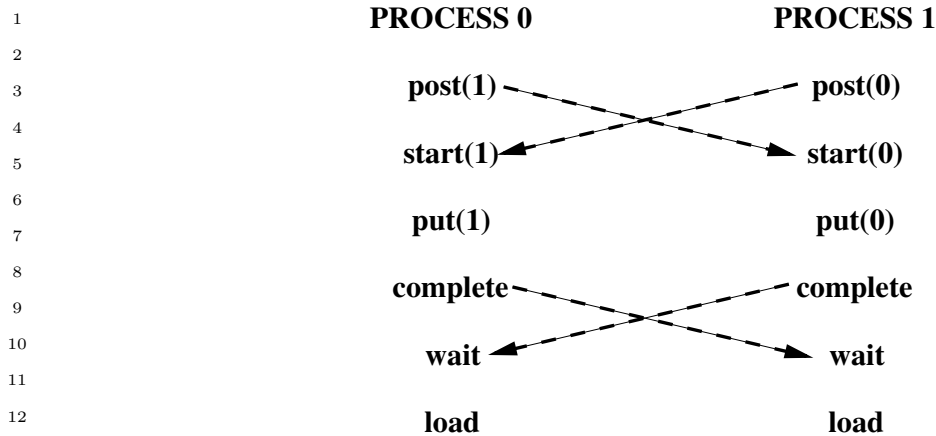 1 PROCESS 0 PROCESS 1
2
3 post(1) post(0)
4
5 start(1) start(0)
6
7 put(1) put(0)
8
9 complete complete
10 wait wait
11
12 load load